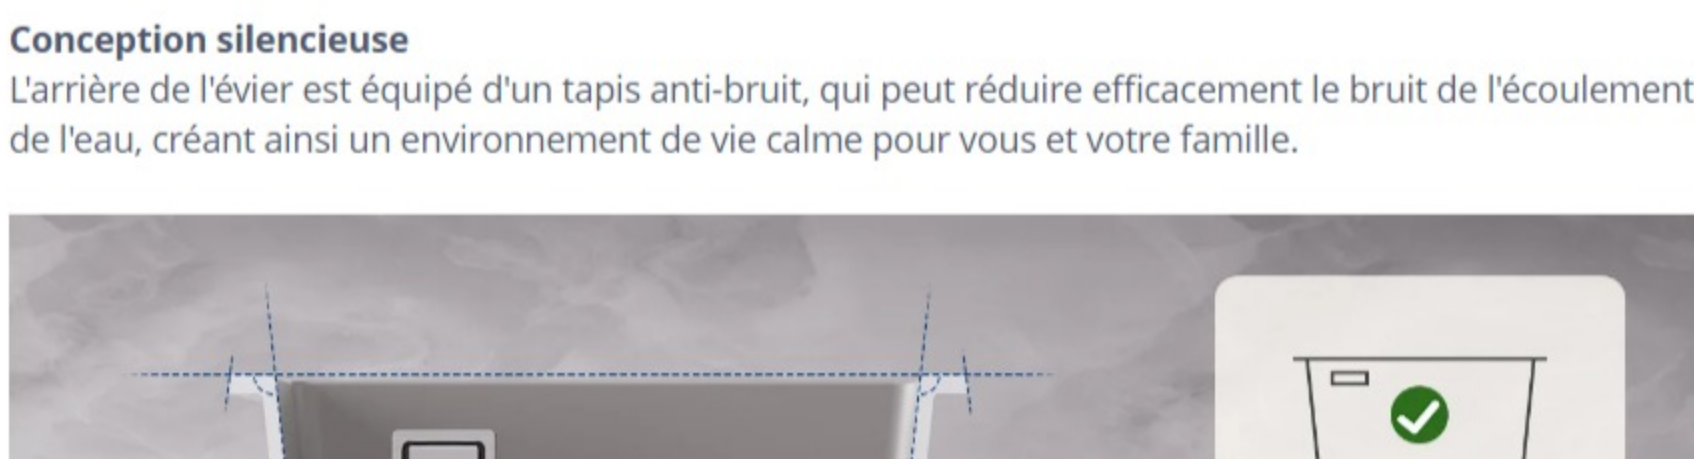 Conception silencieuse
L'arrière de l'évier est équipé d'un tapis anti-bruit, qui peut réduire efficacement le bruit de l'écoulement
de l'eau, créant ainsi un environnement de vie calme pour vous et votre famille.